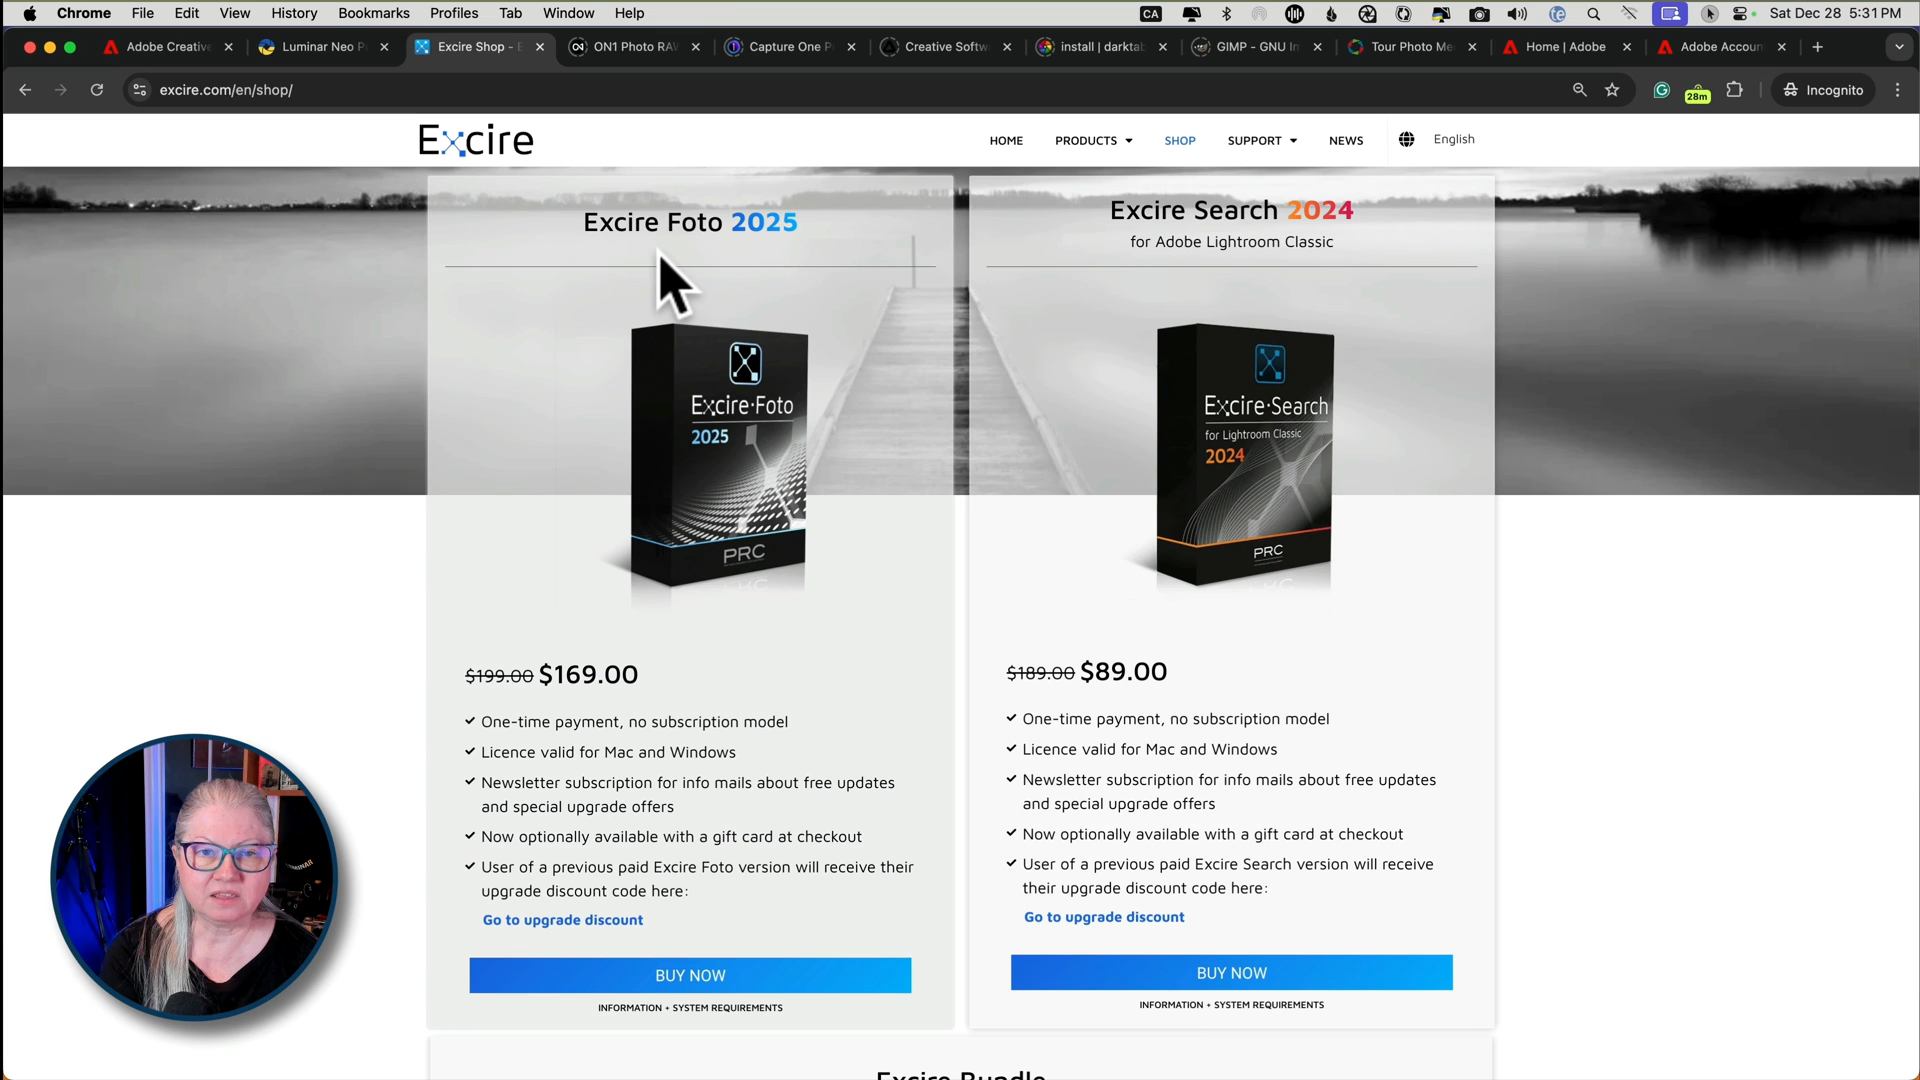 Chrome File Edit View History Bookmarks Profiles Tab Window Help
CA
Sat Dec 28 5:31 PM
Adobe Creative
Luminar Neo P
Excire Shop - E
ON1 Photo RAW
Capture One P
Creative Softw
install | darktab
GIMP - GNU Im
Tour Photo Me
Home | Adobe
Adobe Accoun
excire.com/en/shop/
28m
Incognito
Excire
HOME
PRODUCTS
SHOP
SUPPORT
NEWS
English
Excire Foto 2025
Excire·Foto
2025
PRC
$199.00 $169.00
One-time payment, no subscription model
Licence valid for Mac and Windows
Newsletter subscription for info mails about free updates
and special upgrade offers
Now optionally available with a gift card at checkout
User of a previous paid Excire Foto version will receive their
upgrade discount code here:
Go to upgrade discount
BUY NOW
INFORMATION + SYSTEM REQUIREMENTS
Excire Search 2024
for Adobe Lightroom Classic
Excire·Search
for Lightroom Classic
2024
PRC
$189.00 $89.00
One-time payment, no subscription model
Licence valid for Mac and Windows
Newsletter subscription for info mails about free updates
and special upgrade offers
Now optionally available with a gift card at checkout
User of a previous paid Excire Search version will receive
their upgrade discount code here:
Go to upgrade discount
BUY NOW
INFORMATION + SYSTEM REQUIREMENTS
Excire Bundle